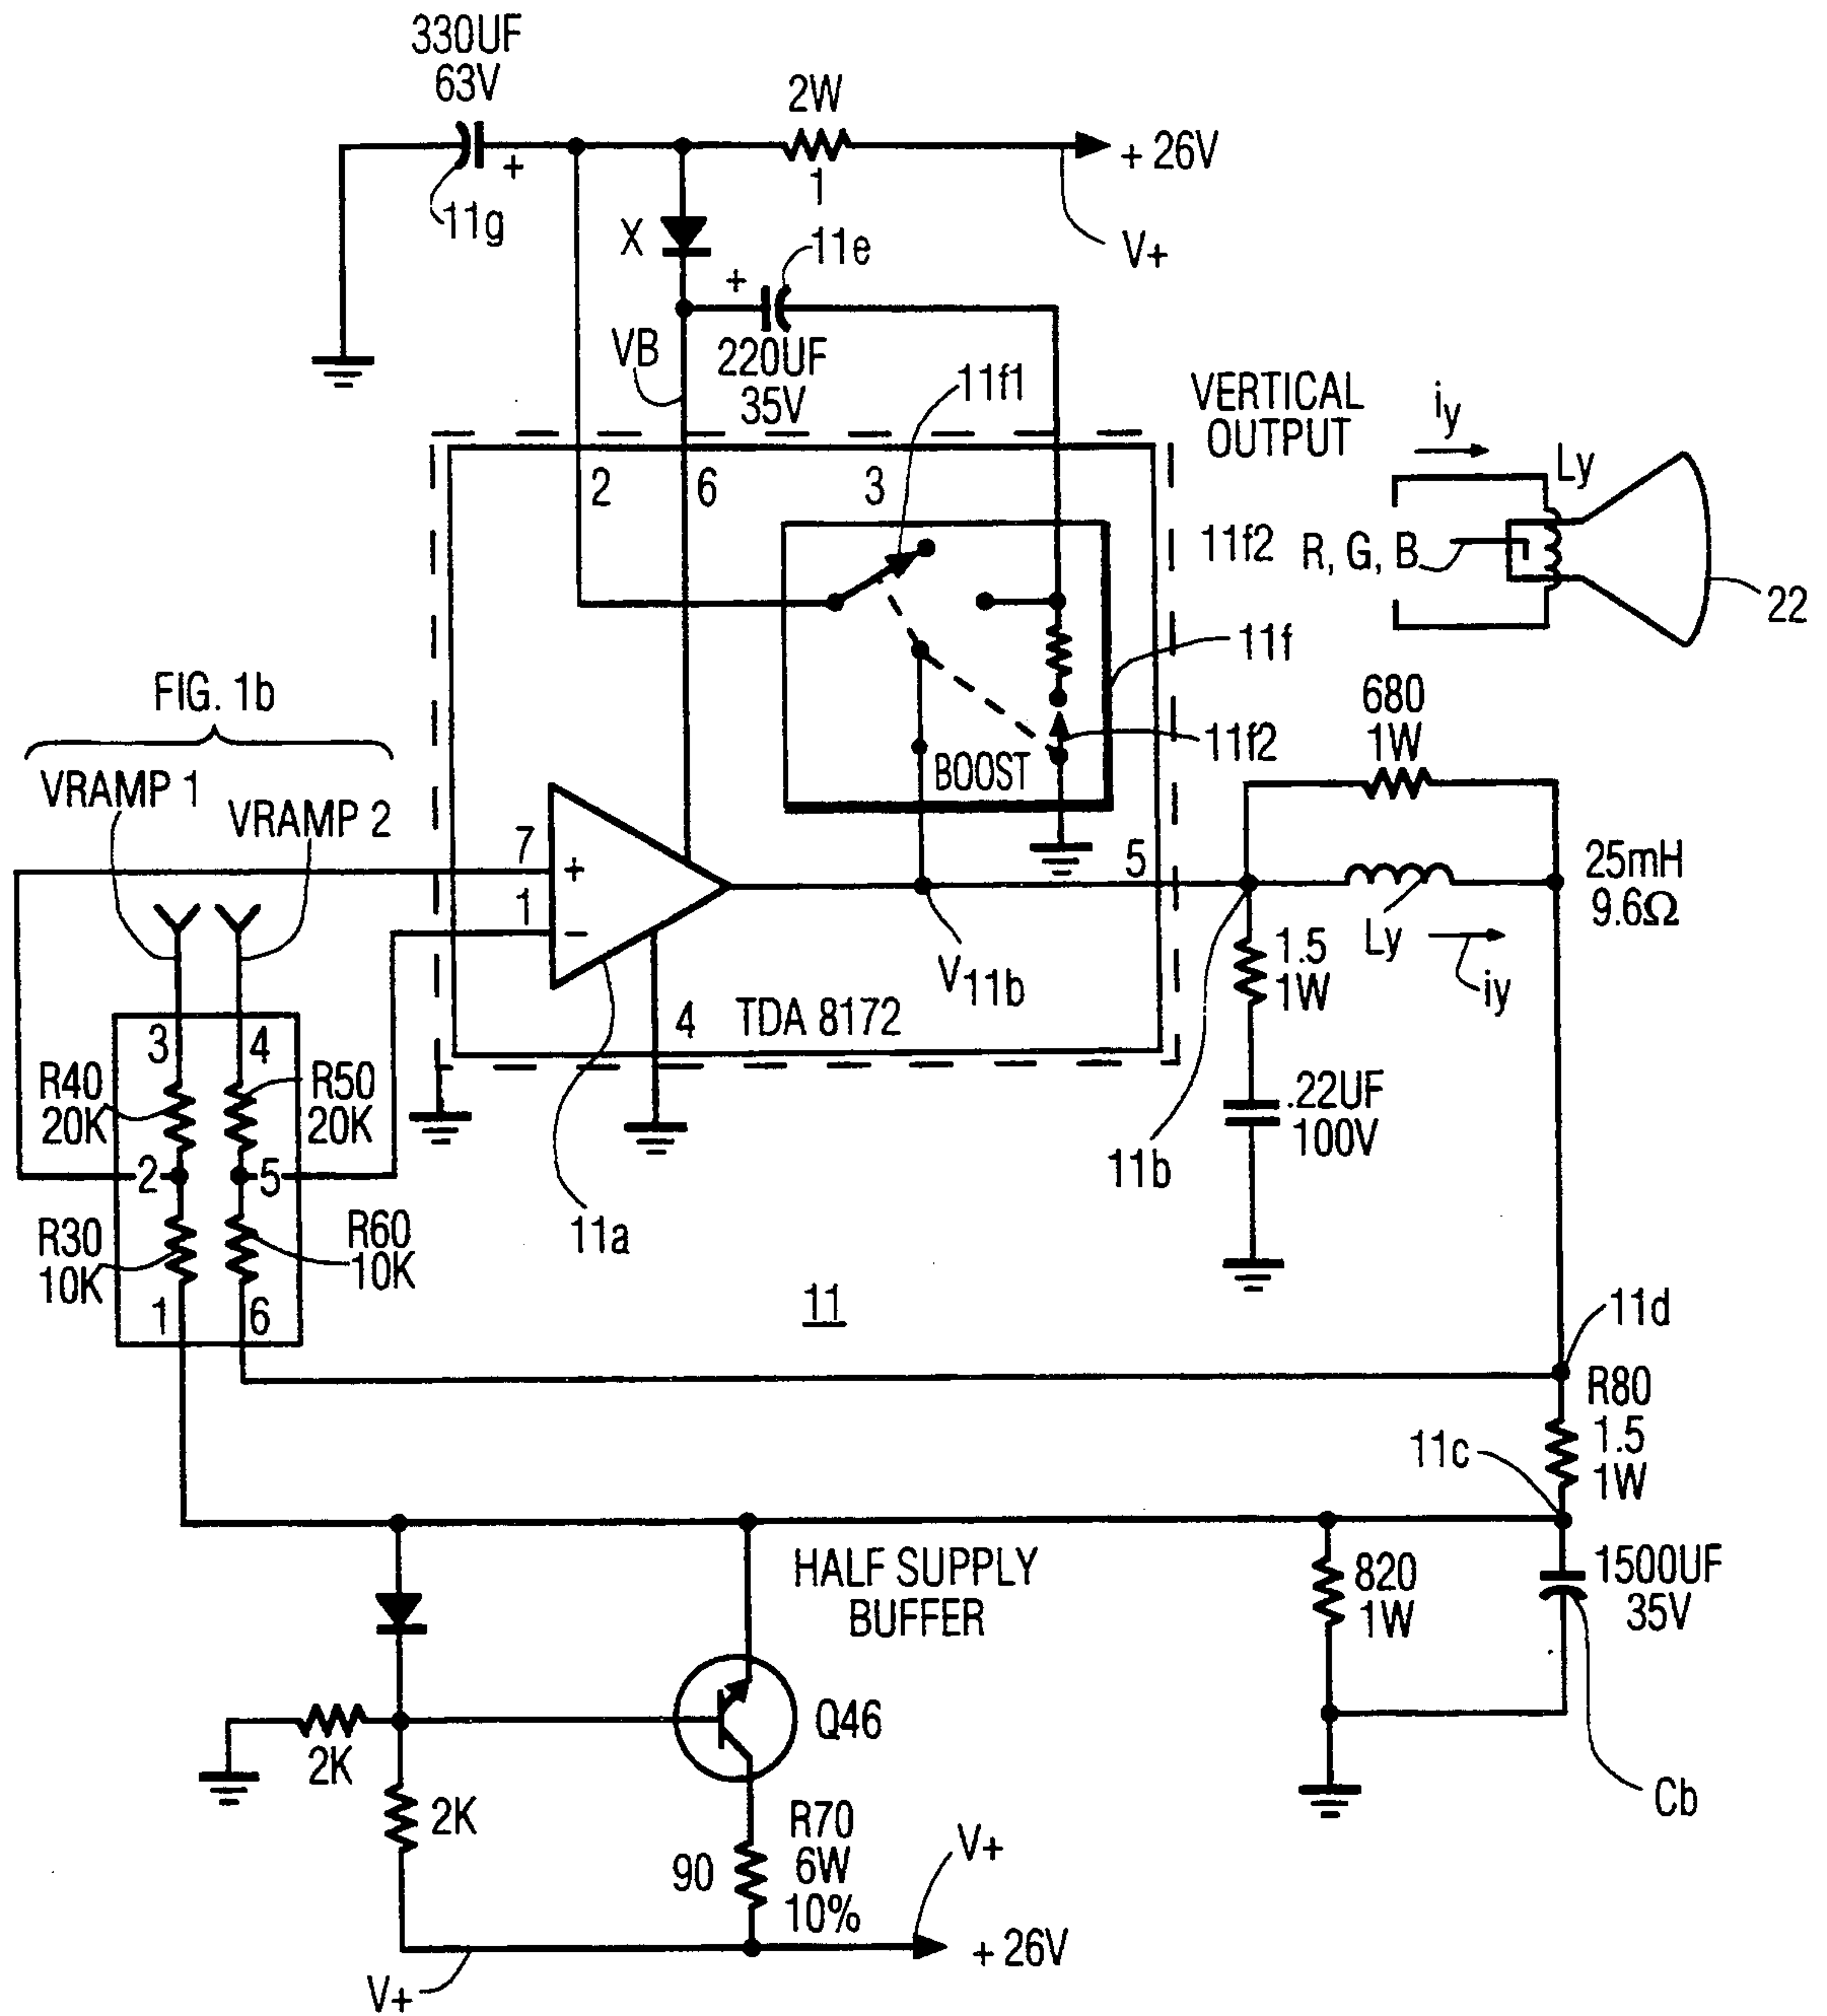 330UF
63V
2W
+ 26V
+
1
11g
X
11e
V+
+
VB
220UF
35V
11f1
VERTICAL
OUTPUT
iy
Ly
2
6
3
11f2
R, G, B
22
11f
FIG. 1b
680
1W
11f2
BOOST
VRAMP 1
VRAMP 2
7
+
5
25mH
9.6Ω
1
−
1.5
1W
Ly
iy
V11b
3
4
4
TDA 8172
R40
20K
R50
20K
.22UF
100V
2
5
11b
11a
R30
10K
R60
10K
1
6
11
11d
R80
1.5
1W
11c
HALF SUPPLY
BUFFER
820
1W
1500UF
35V
Q46
2K
2K
Cb
R70
6W
10%
90
V+
+ 26V
V+